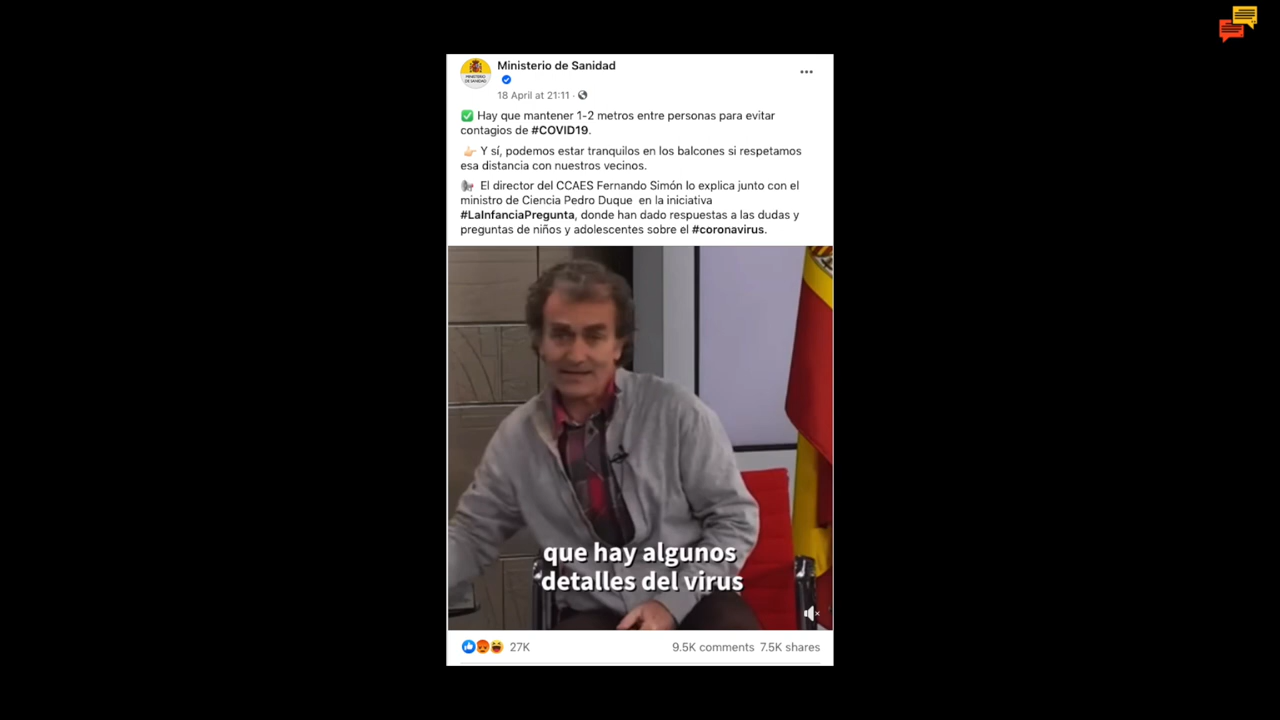 Ministerio de Sanidad
MINISTERIO
DE SANIDAD
18 April at 21:11 ·
Hay que mantener 1-2 metros entre personas para evitar
contagios de #COVID19.
Y sí, podemos estar tranquilos en los balcones si respetamos
esa distancia con nuestros vecinos.
El director del CCAES Fernando Simón lo explica junto con el
ministro de Ciencia Pedro Duque en la iniciativa
#LaInfanciaPregunta, donde han dado respuestas a las dudas y
preguntas de niños y adolescentes sobre el #coronavirus.
que hay algunos
detalles del virus
27K 9.5K comments 7.5K shares